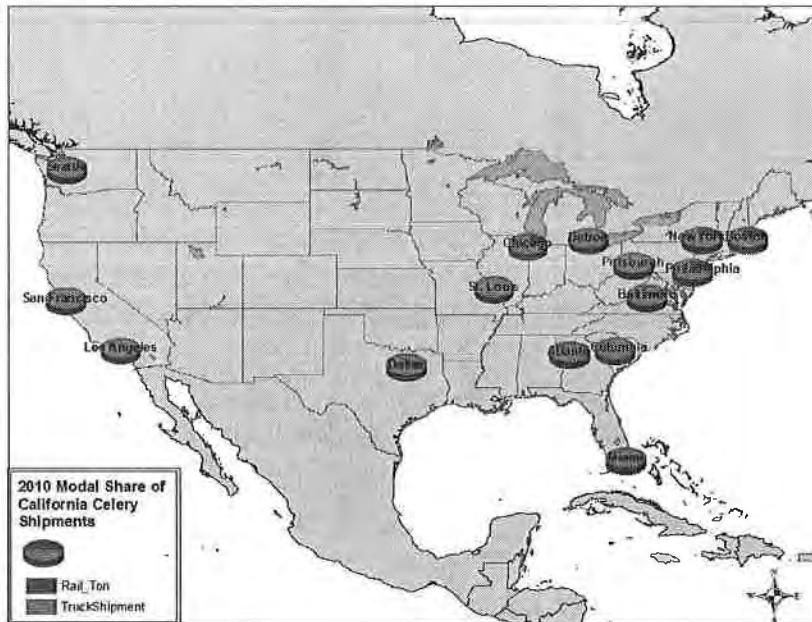 Seattle
Chicago
Detroit
New York
Boston
Pittsburgh
Philadelphia
St. Louis
Baltimore
San Francisco
Los Angeles
Dallas
Atlanta
Columbia
Miami
2010 Modal Share of
California Celery
Shipments
Rail_Ton
TruckShipment
N
W
E
S